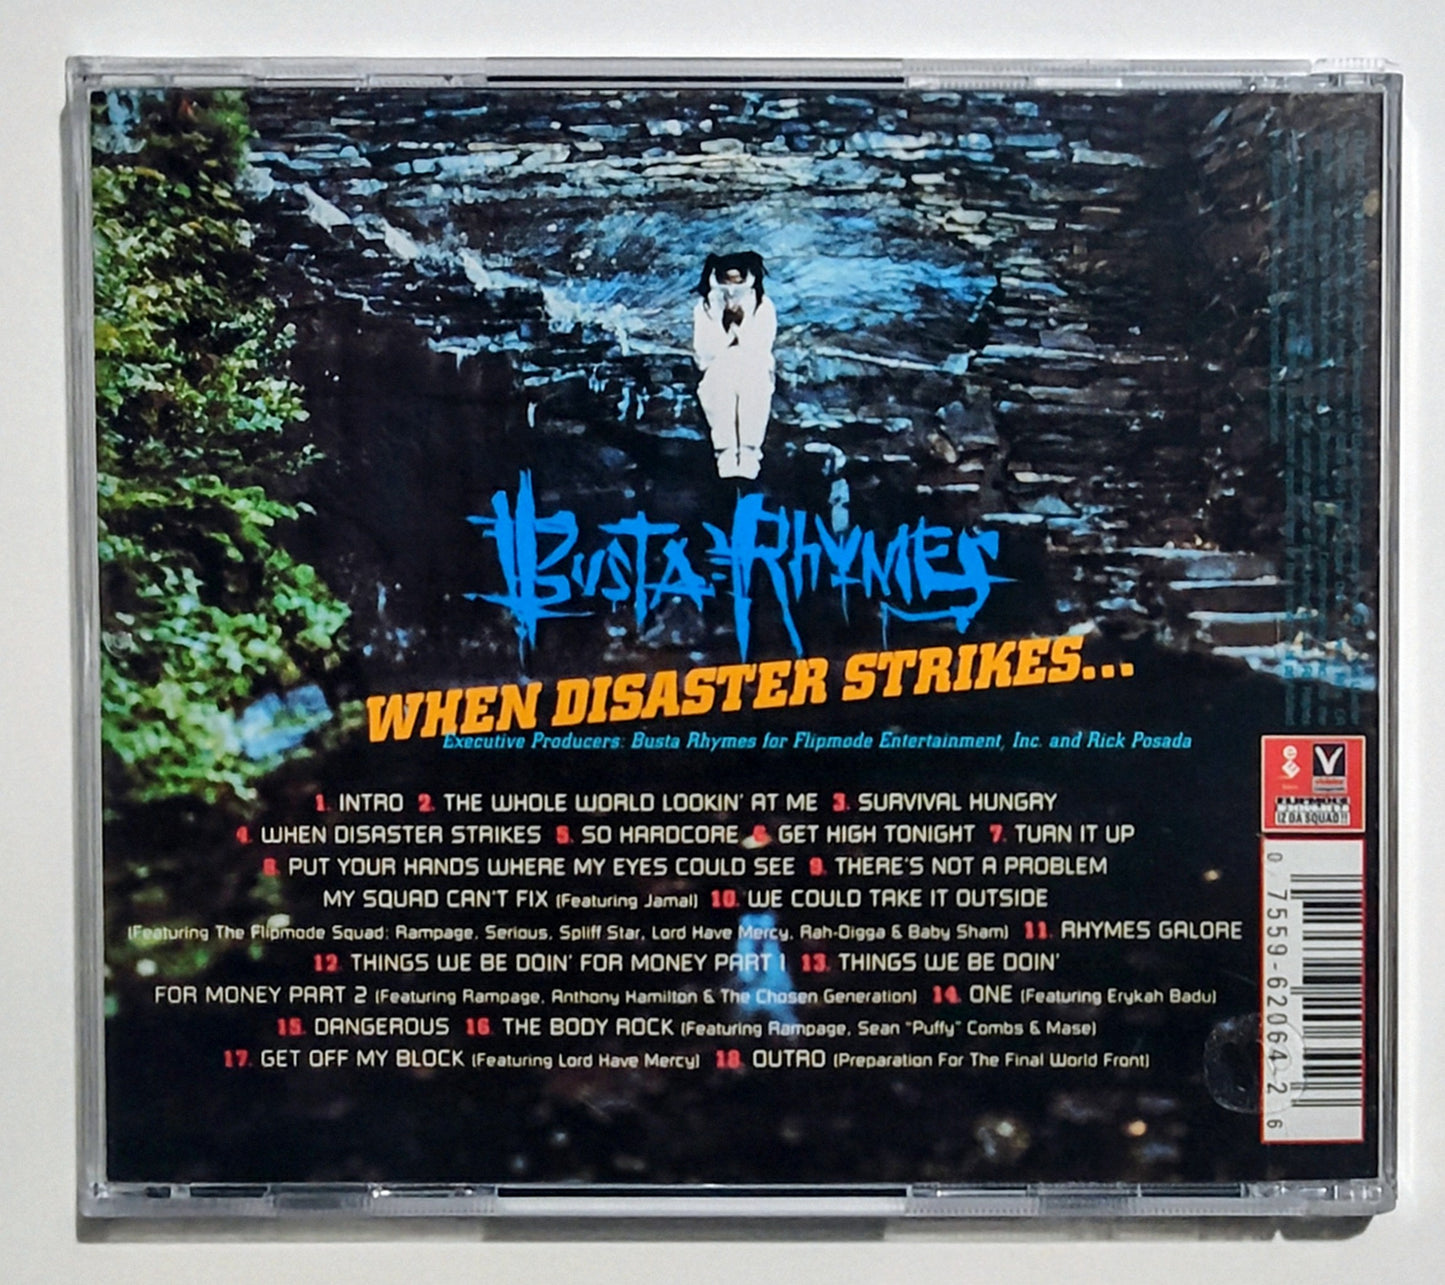 BUSTA RHYMES
WHEN DISASTER STRIKES...
Executive Producers: Busta Rhymes for Flipmode Entertainment, Inc. and Rick Posada
1. INTRO 2. THE WHOLE WORLD LOOKIN' AT ME 3. SURVIVAL HUNGRY
4. WHEN DISASTER STRIKES 5. SO HARDCORE 6. GET HIGH TONIGHT 7. TURN IT UP
8. PUT YOUR HANDS WHERE MY EYES COULD SEE 9. THERE'S NOT A PROBLEM
MY SQUAD CAN'T FIX (Featuring Jamal) 10. WE COULD TAKE IT OUTSIDE
(Featuring The Flipmode Squad: Rampage, Serious, Spliff Star, Lord Have Mercy, Rah-Digga & Baby Sham) 11. RHYMES GALORE
12. THINGS WE BE DOIN' FOR MONEY PART 1 13. THINGS WE BE DOIN'
FOR MONEY PART 2 (Featuring Rampage, Anthony Hamilton & The Chosen Generation) 14. ONE (Featuring Erykah Badu)
15. DANGEROUS 16. THE BODY ROCK (Featuring Rampage, Sean "Puffy" Combs & Mase)
17. GET OFF MY BLOCK (Featuring Lord Have Mercy) 18. OUTRO (Preparation For The Final World Front)
IZ DA SQUAD!!
0 7559-62064-2 6